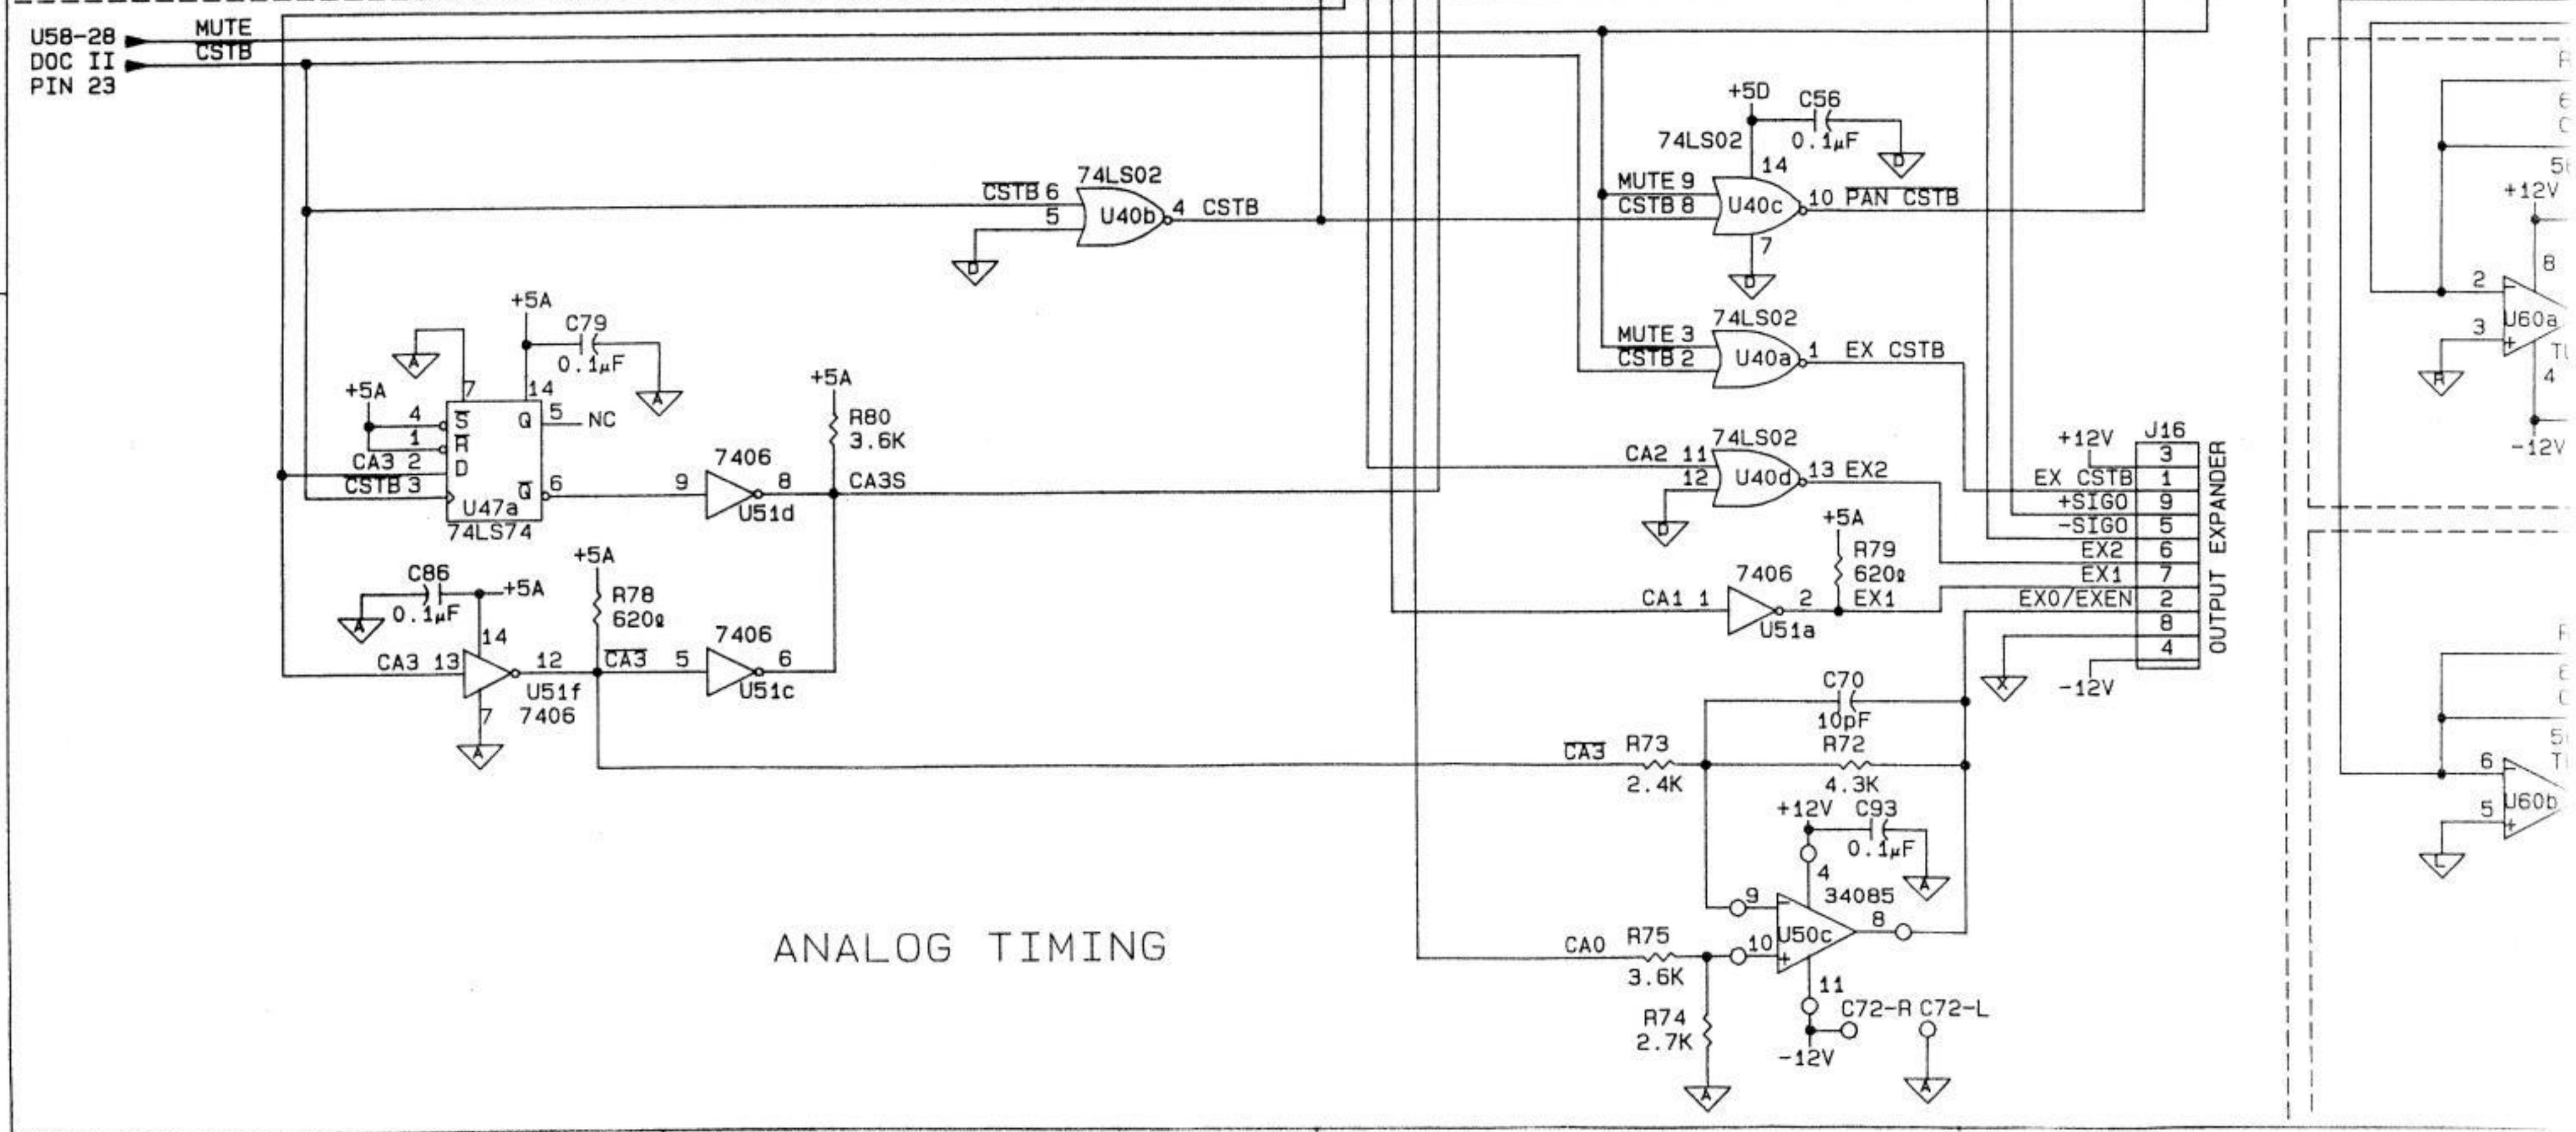 U58-28
MUTE
DOC II
CSTB
PIN 23
+5D
C56
74LS02
0.1µF
D
14
MUTE 9
CSTB 8
U40c
10 PAN CSTB
7
D
74LS02
CSTB 6
5
U40b
4 CSTB
D
74LS02
MUTE 3
CSTB 2
U40a
1 EX CSTB
+5A
C79
0.1µF
A
A
+5A
7
14
4
S
Q
5
NC
1
R
CA3 2
D
CSTB 3
Q
6
U47a
74LS74
7406
9
8
U51d
+5A
R80
3.6K
CA3S
74LS02
CA2 11
12
U40d
13 EX2
D
+5A
R79
620Ω
7406
CA1 1
2
EX1
U51a
C86
0.1µF
+5A
A
14
CA3 13
12
U51f
7406
7
A
+5A
R78
620Ω
CA3
7406
5
6
U51c
+12V
J16
3
EX CSTB
1
+SIGO
9
-SIGO
5
EX2
6
EX1
7
EX0/EXEN
2
8
4
X
-12V
OUTPUT EXPANDER
C70
10pF
CA3
R73
2.4K
R72
4.3K
+12V
C93
0.1µF
A
4
34085
9
8
U50c
CA0
R75
3.6K
10
11
R74
2.7K
A
C72-R
C72-L
-12V
A
ANALOG TIMING
+12V
8
2
U60a
3
4
-12V
6
U60b
5
L